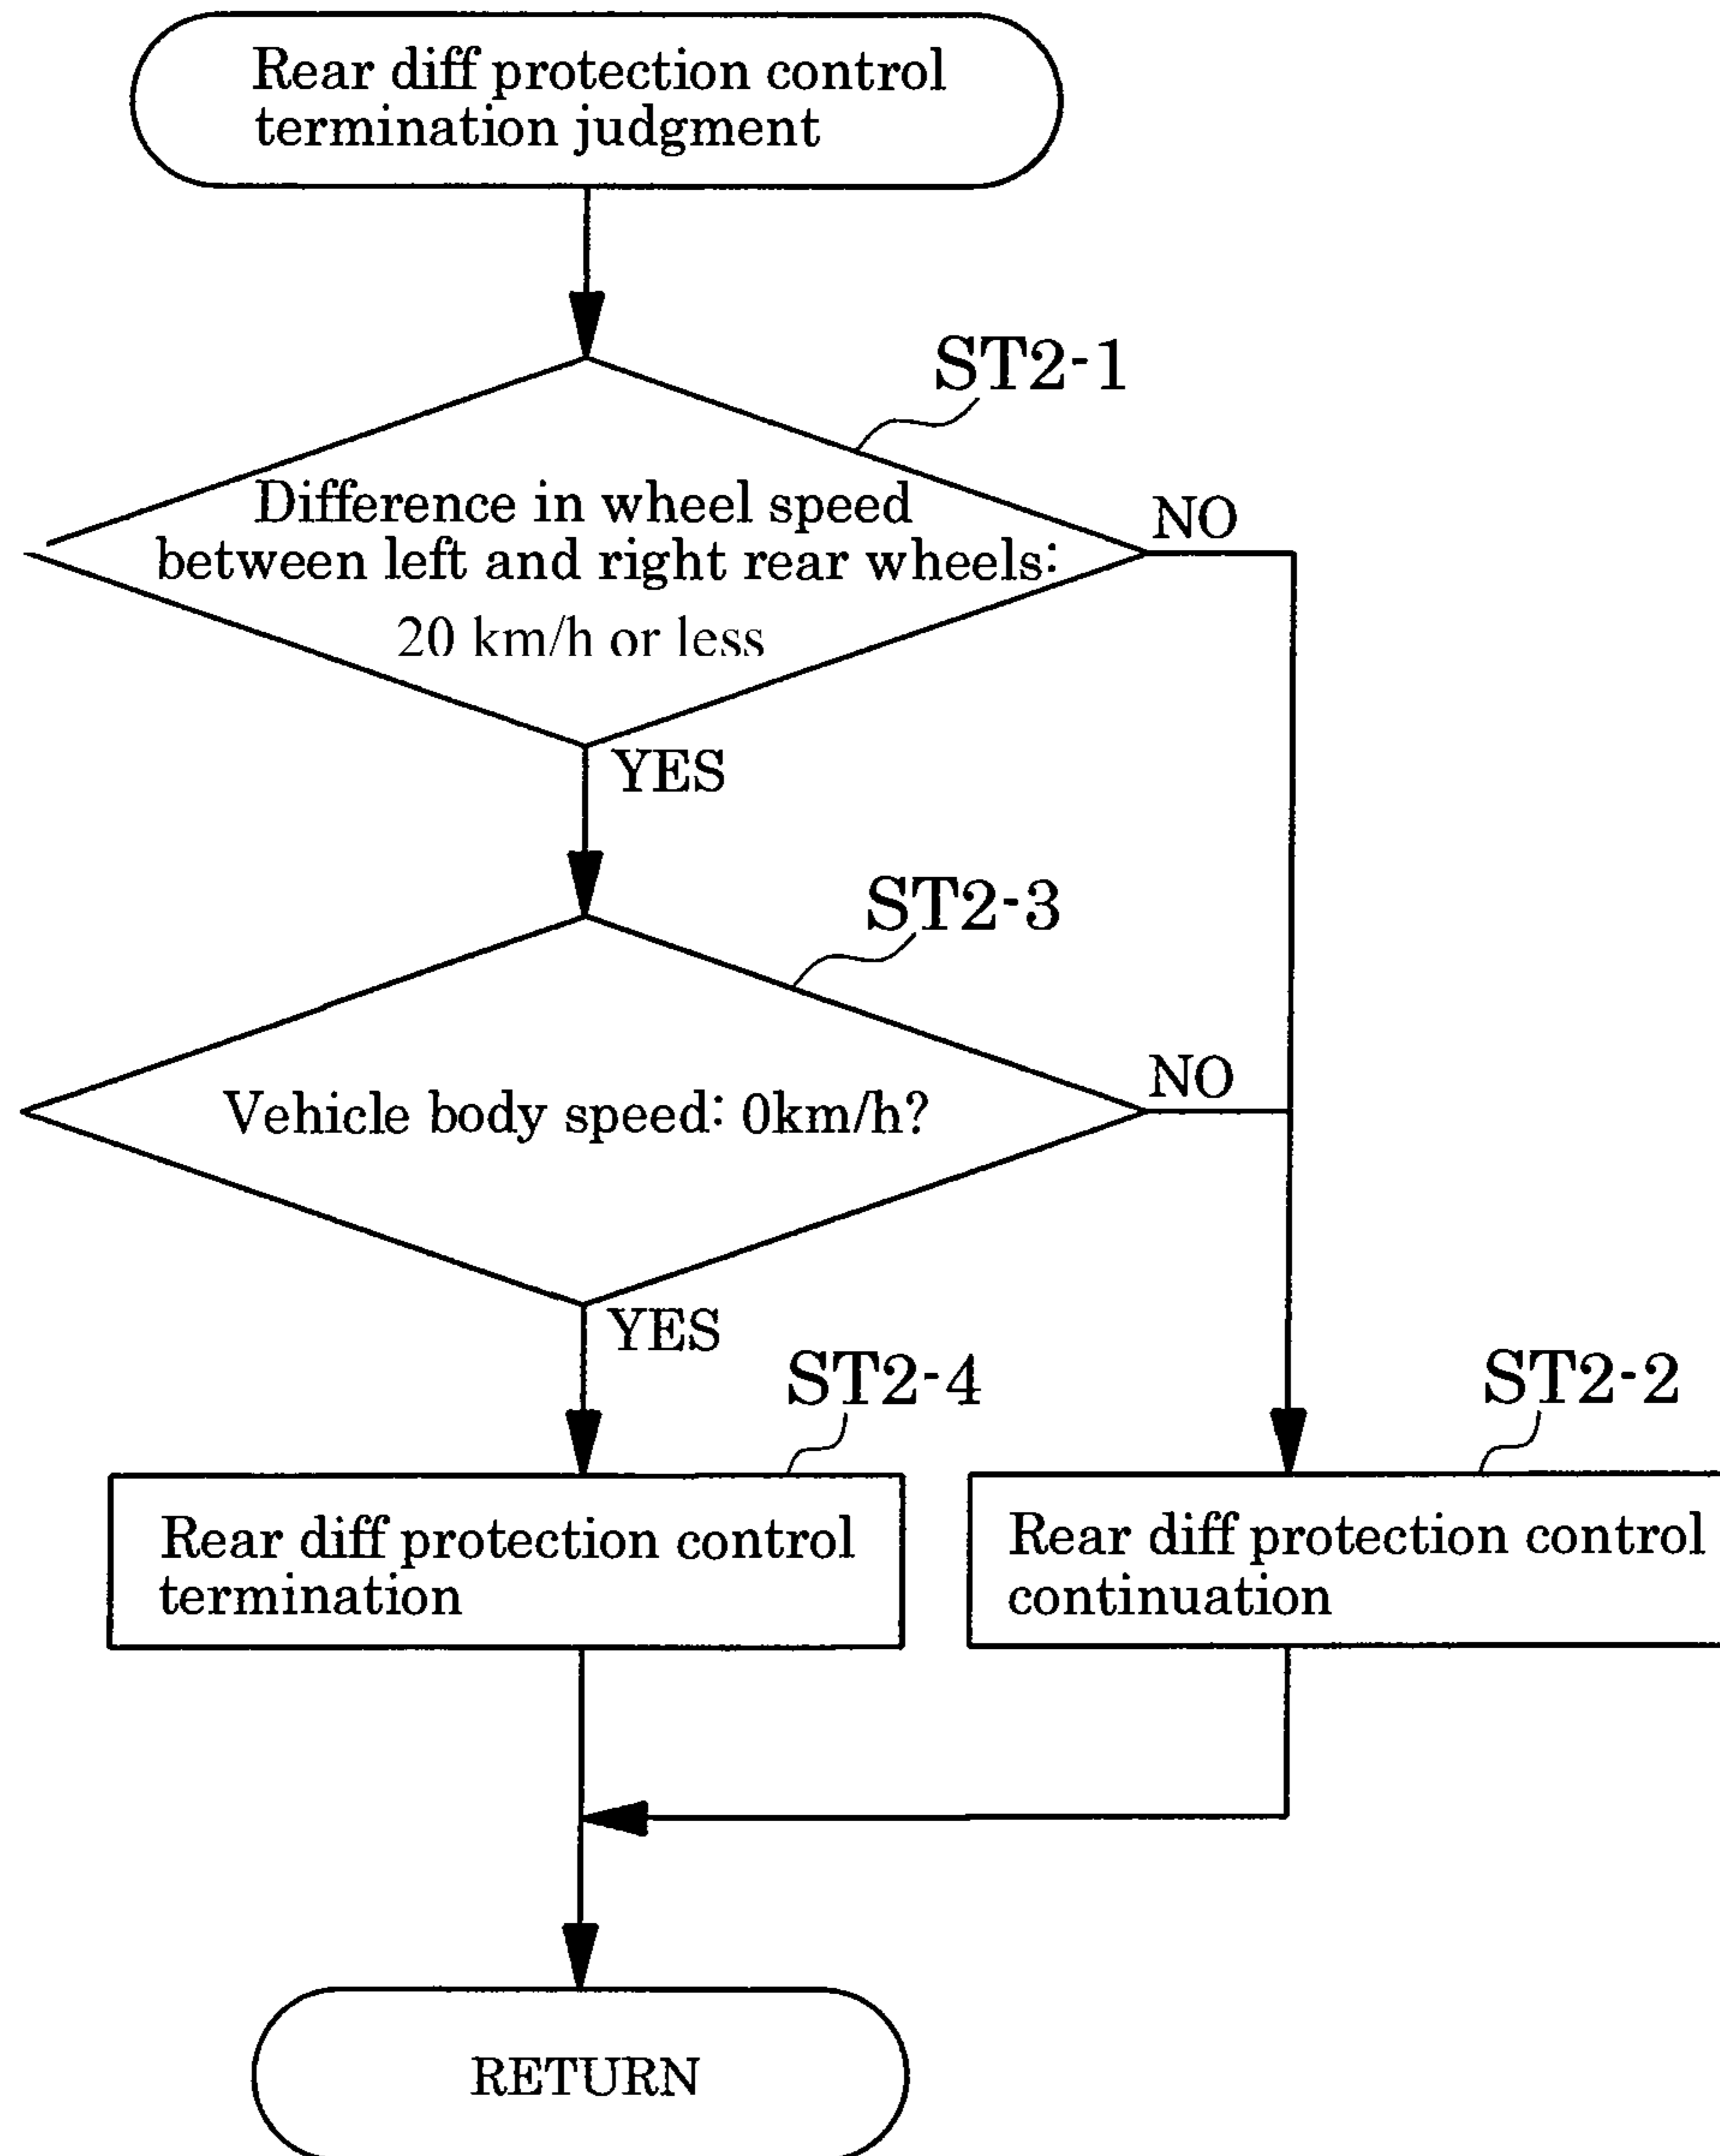 Rear diff protection control
termination judgment
ST2-1
Difference in wheel speed
between left and right rear wheels:
20 km/h or less
NO
YES
ST2-3
Vehicle body speed: 0km/h?
NO
YES
ST2-4
ST2-2
Rear diff protection control
termination
Rear diff protection control
continuation
RETURN